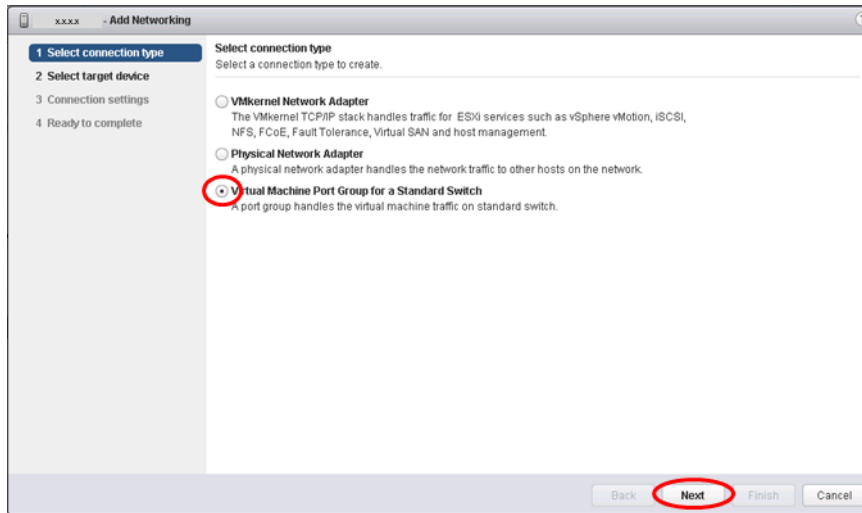 x.x.x.x - Add Networking
1 Select connection type
2 Select target device
3 Connection settings
4 Ready to complete
Select connection type
Select a connection type to create.
VMkernel Network Adapter
The VMkernel TCP/IP stack handles traffic for ESXi services such as vSphere vMotion, iSCSI,
NFS, FCoE, Fault Tolerance, Virtual SAN and host management.
Physical Network Adapter
A physical network adapter handles the network traffic to other hosts on the network.
Virtual Machine Port Group for a Standard Switch
A port group handles the virtual machine traffic on standard switch.
Back Next Finish Cancel